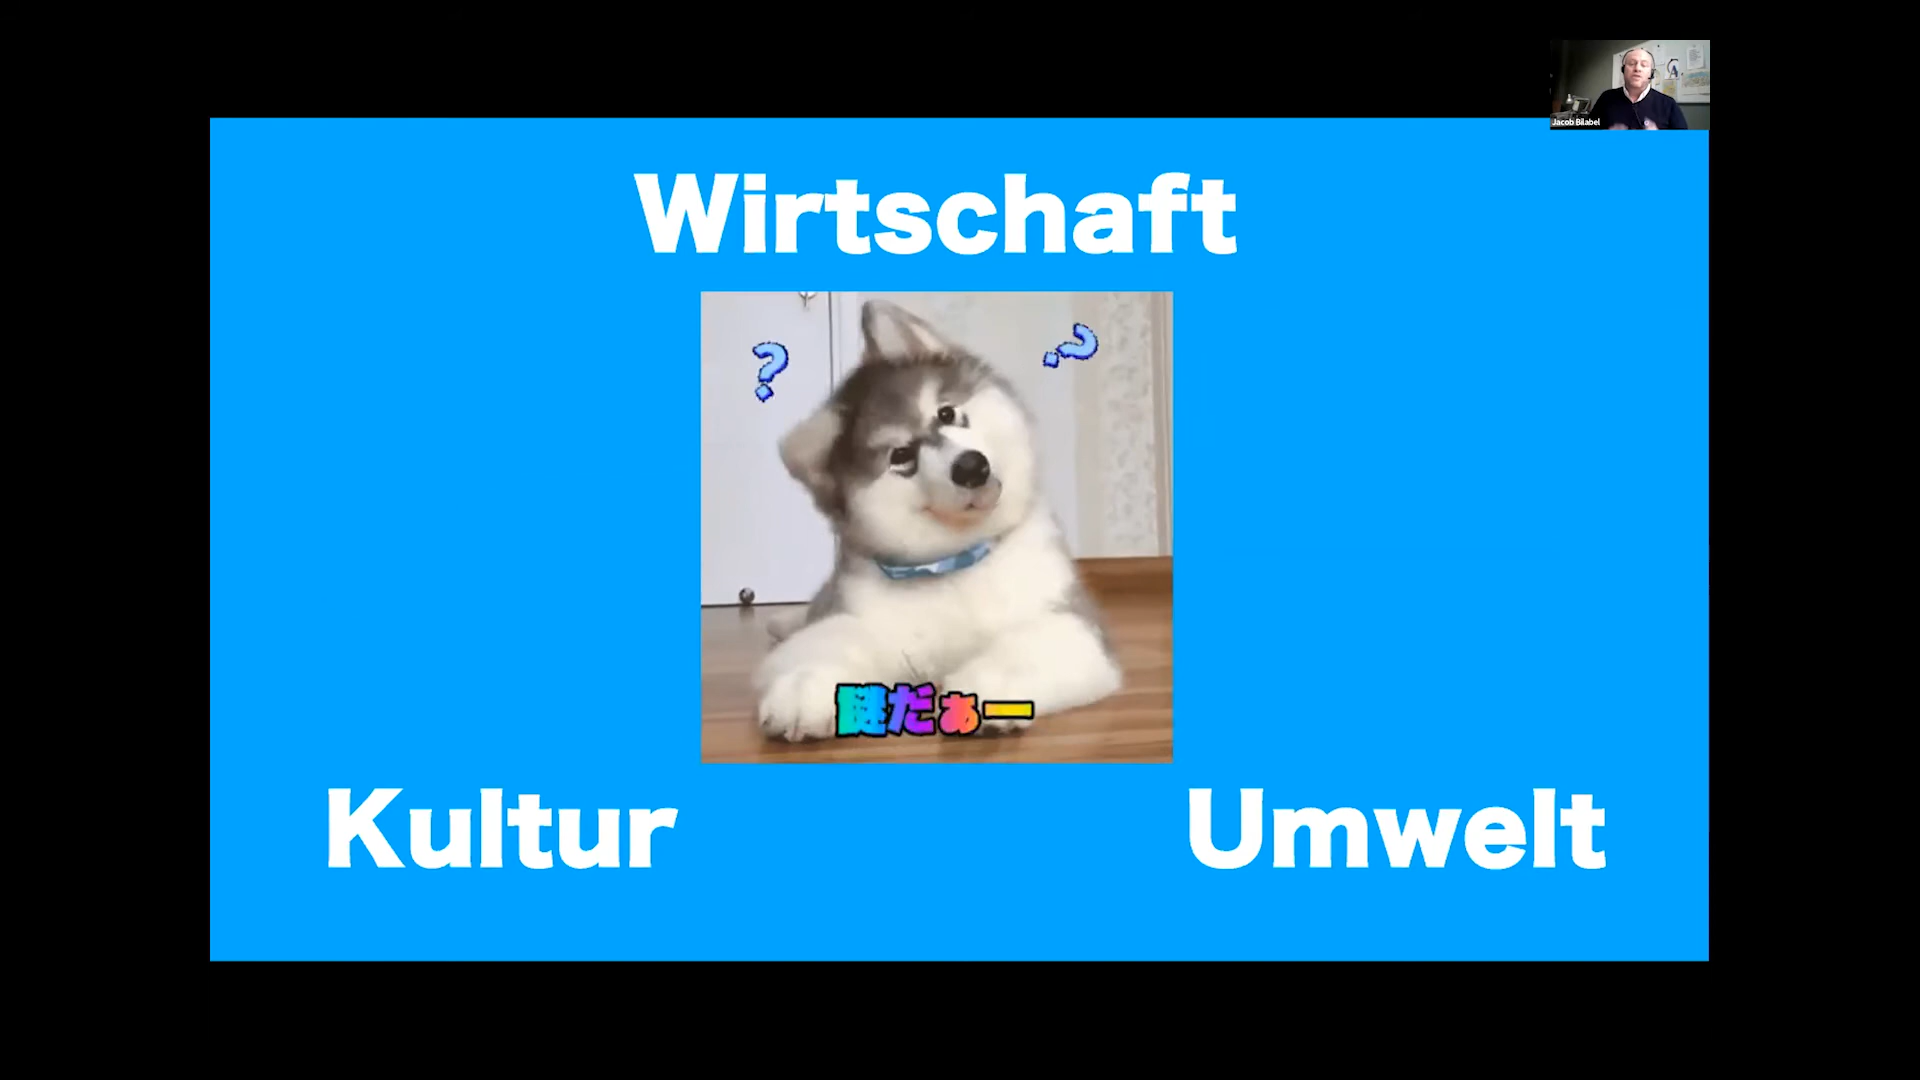 Jacob Bilabel
Wirtschaft
? ?
謎だぁー
Kultur
Umwelt